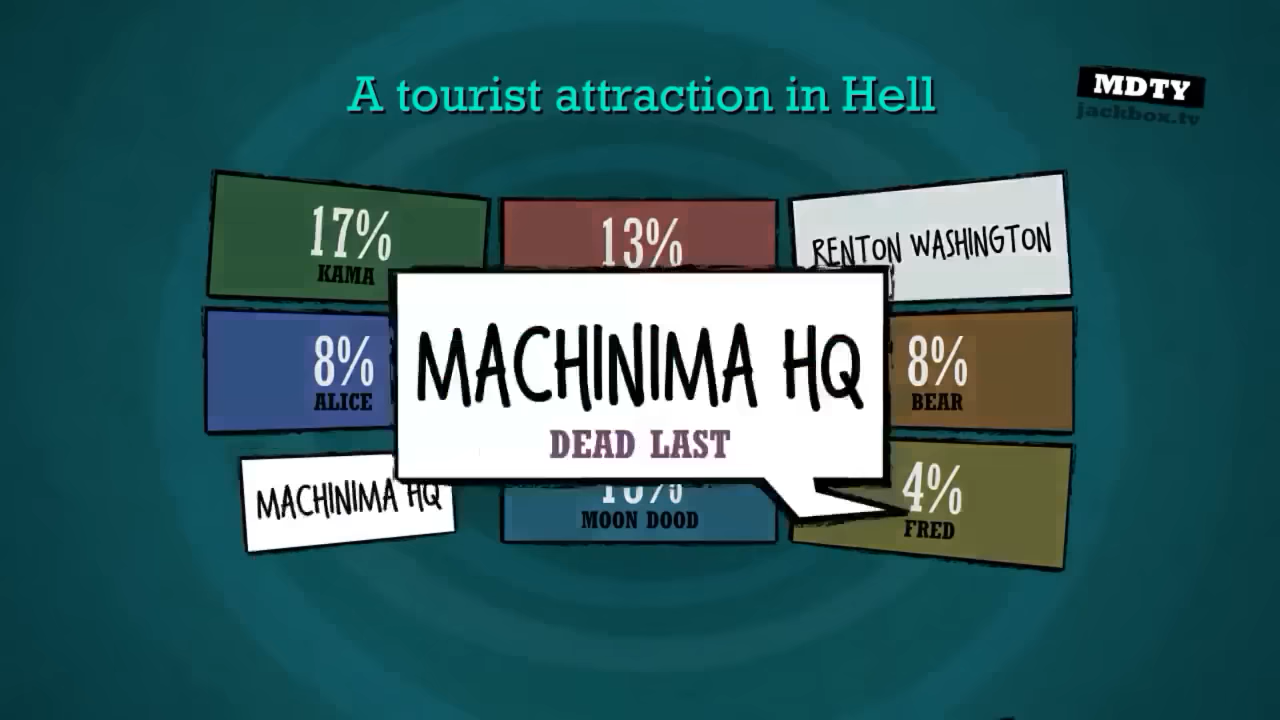 A tourist attraction in Hell
MDTY
jackbox.tv
17%
KAMA
13%
RENTON WASHINGTON
8%
ALICE
MACHINIMA HQ
DEAD LAST
8%
BEAR
MACHINIMA HQ
MOON DOOD
4%
FRED